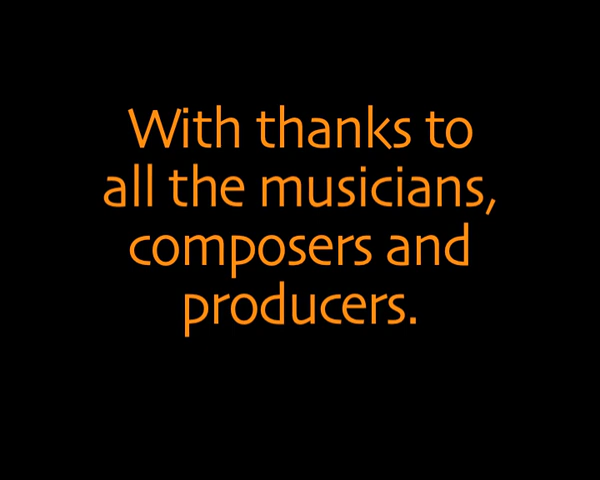 With thanks to
all the musicians,
composers and
producers.